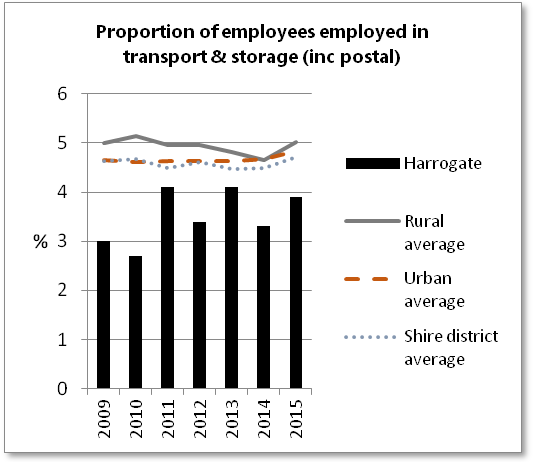 Proportion of employees employed in
transport & storage (inc postal)
6
5
4
3
2
1
0
%
2009
2010
2011
2012
2013
2014
2015
Harrogate
Rural
average
Urban
average
Shire district
average